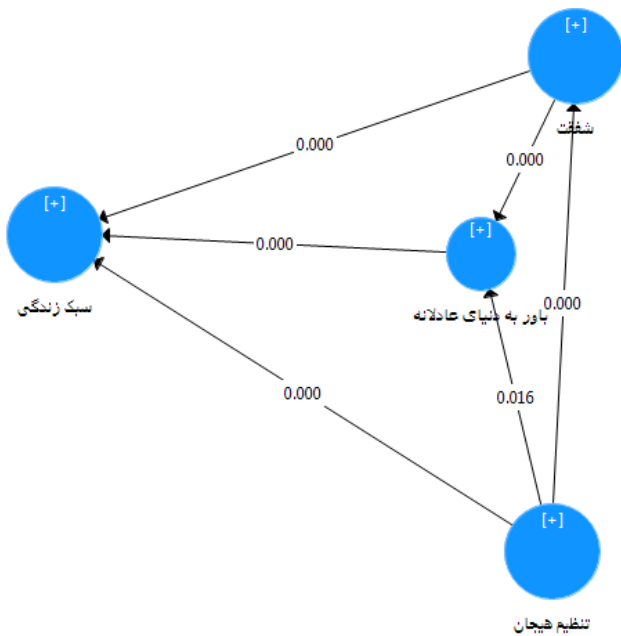 [+]
شفقت
0.000
0.000
[+]
سبک زندگی
0.000
[+]
باور به دنیای عادلانه
0.000
0.000
0.016
[+]
تنظیم هیجان